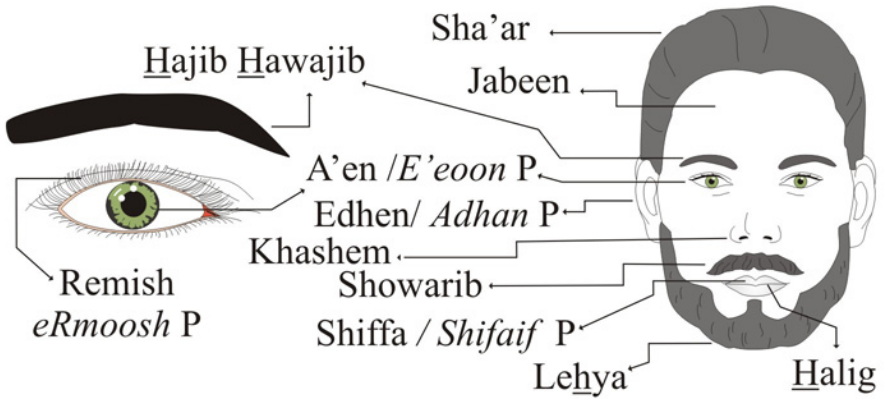 Sha'ar
Hajib Hawajib
Jabeen
A'en /E'eoon P
Edhen/ Adhan P
Khashem
Remish
eRmoosh P
Showarib
Shiffa / Shifaif P
Lehya
Halig